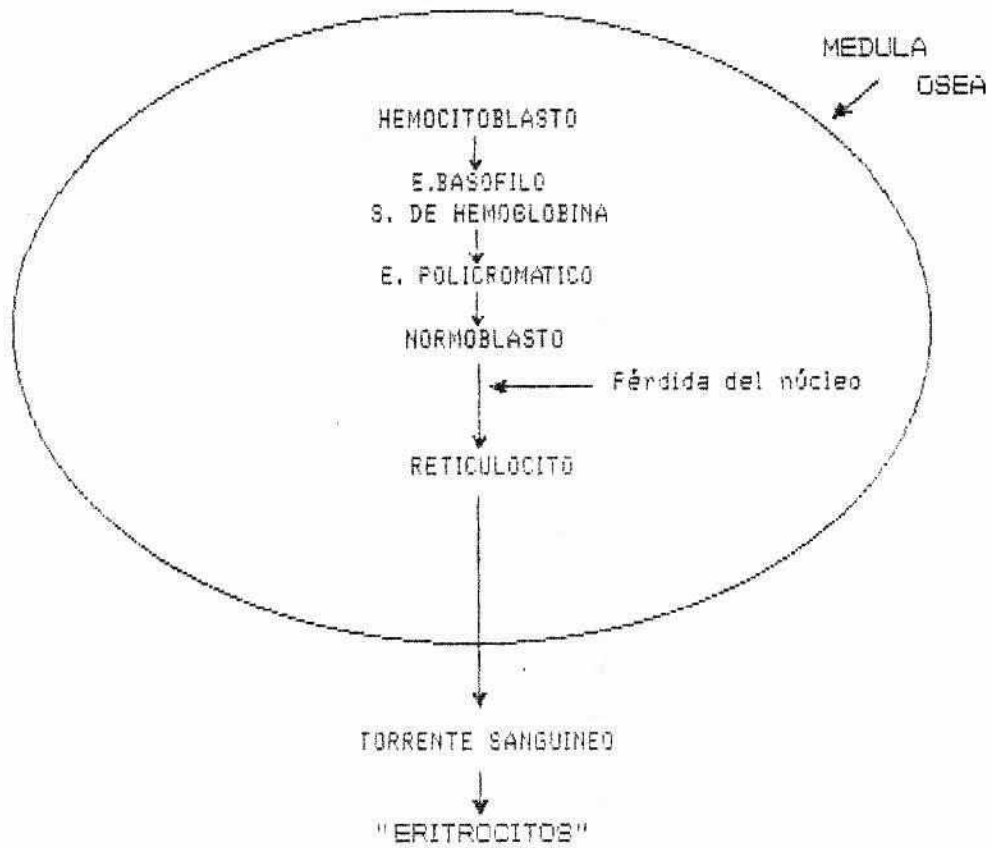 MEDULA
OSEA
HEMOCITOBLASTO
E.BASOFILO
S. DE HEMOGLOBINA
E. POLICROMATICO
NORMOBLASTO
Pérdida del núcleo
RETICULOCITO
TORRENTE SANGUINEO
"ERITROCITOS"